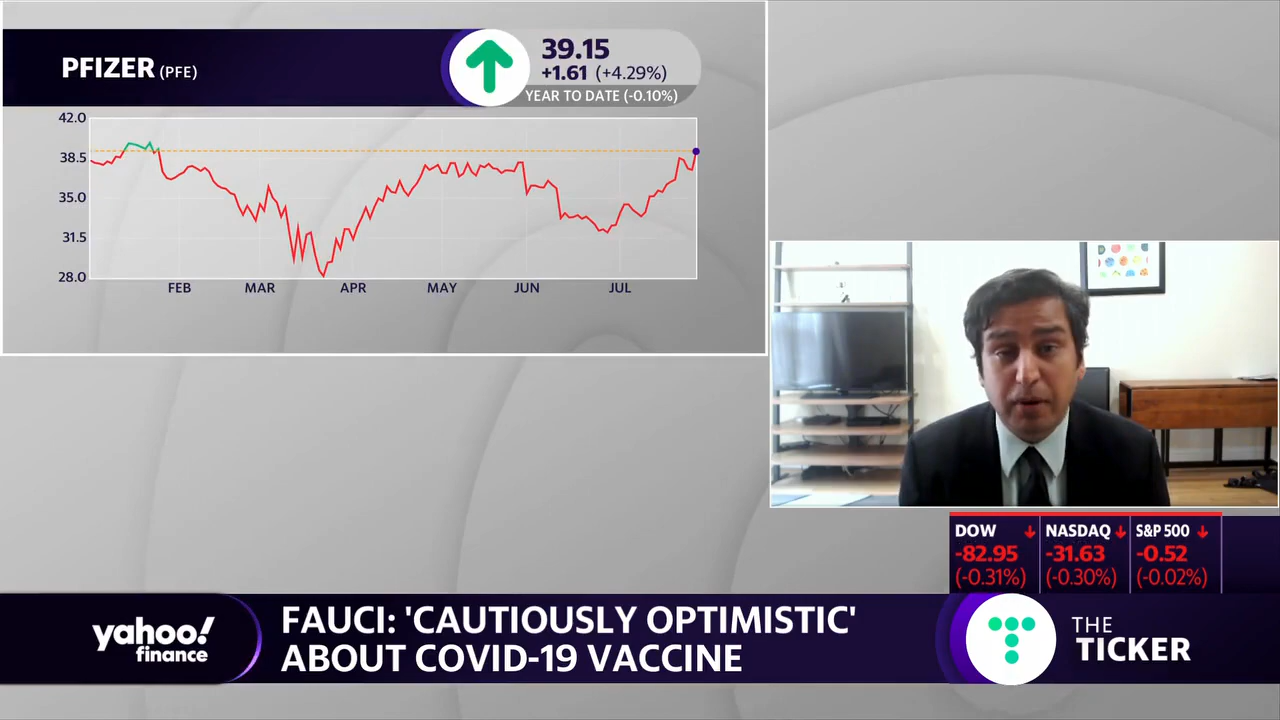 PFIZER (PFE)
39.15
+1.61 (+4.29%)
YEAR TO DATE (-0.10%)
42.0
38.5
35.0
31.5
28.0
FEB MAR APR MAY JUN JUL
DOW
-82.95
(-0.31%)
NASDAQ
-31.63
(-0.30%)
S&P 500
-0.52
(-0.02%)
yahoo!
finance
FAUCI: 'CAUTIOUSLY OPTIMISTIC'
ABOUT COVID-19 VACCINE
THE
TICKER